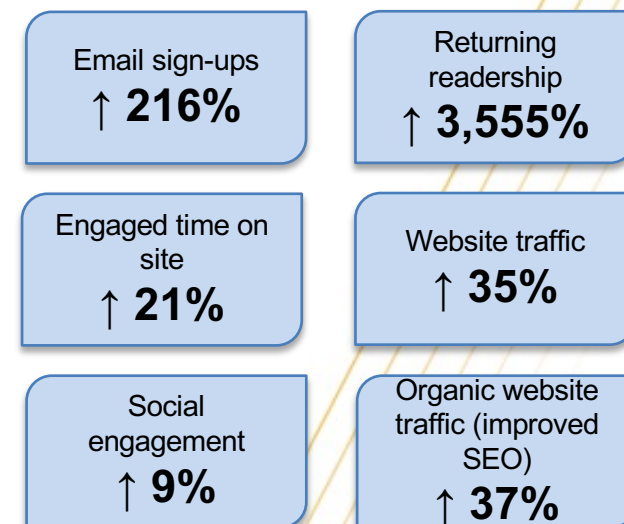 Email sign-ups
↑ 216%
Returning
readership
↑ 3,555%
Engaged time on
site
↑ 21%
Website traffic
↑ 35%
Social
engagement
↑ 9%
Organic website
traffic (improved
SEO)
↑ 37%